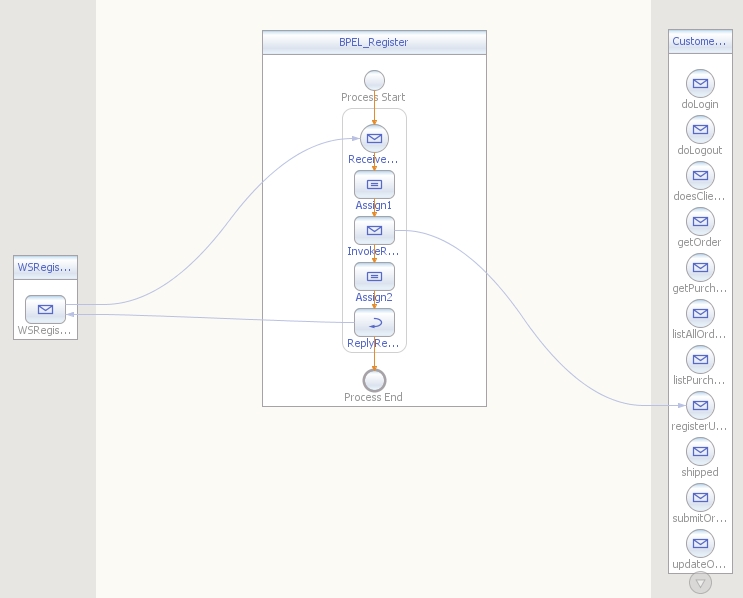 BPEL_Register
Process Start
Receive...
Assign1
InvokeR...
Assign2
ReplyRe...
Process End
WSRegis...
WSRegis...
Custome...
doLogin
doLogout
doesClie...
getOrder
getPurch...
listAllOrd...
listPurch...
registerU...
shipped
submitOr...
updateO...